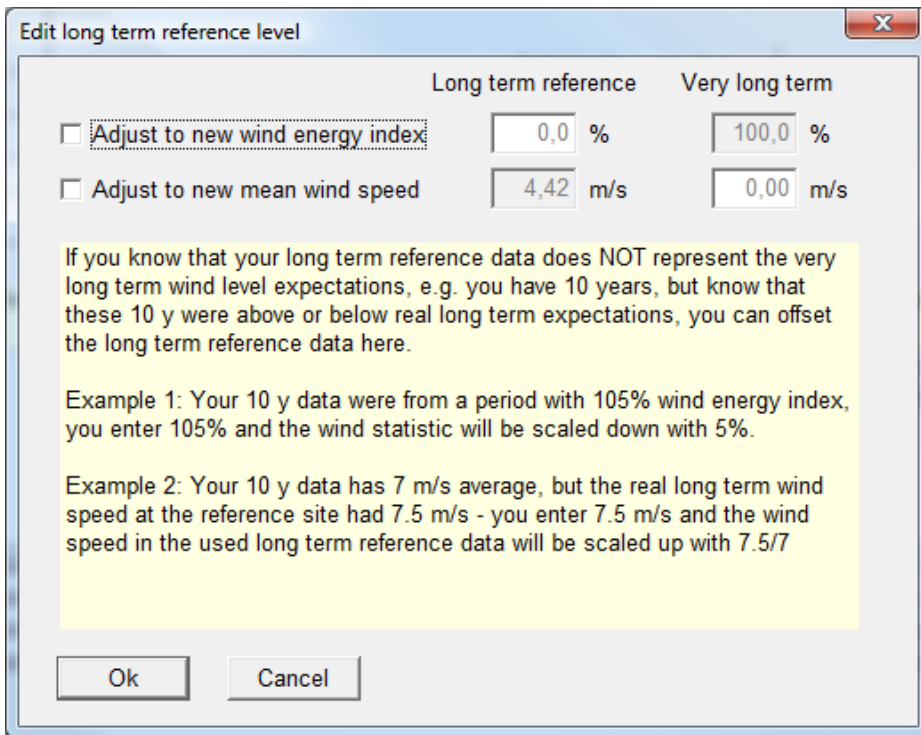 Edit long term reference level
Long term reference Very long term
Adjust to new wind energy index 0,0 % 100,0 %
Adjust to new mean wind speed 4,42 m/s 0,00 m/s
If you know that your long term reference data does NOT represent the very
long term wind level expectations, e.g. you have 10 years, but know that
these 10 y were above or below real long term expectations, you can offset
the long term reference data here.
Example 1: Your 10 y data were from a period with 105% wind energy index,
you enter 105% and the wind statistic will be scaled down with 5%.
Example 2: Your 10 y data has 7 m/s average, but the real long term wind
speed at the reference site had 7.5 m/s - you enter 7.5 m/s and the wind
speed in the used long term reference data will be scaled up with 7.5/7
Ok Cancel